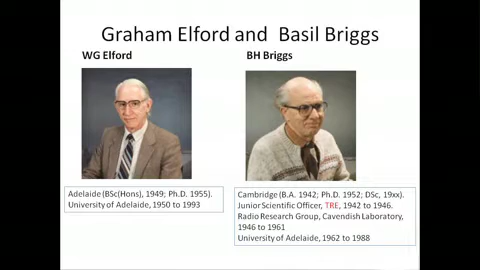 Graham Elford and  Basil Briggs
WG Elford
BH Briggs
Adelaide (BSc(Hons), 1949; Ph.D. 1955).
University of Adelaide, 1950 to 1993
Cambridge (B.A. 1942; Ph.D. 1952; DSc, 19xx).
Junior Scientific Officer, TRE, 1942 to 1946.
Radio Research Group, Cavendish Laboratory,
1946 to 1961
University of Adelaide, 1962 to 1988